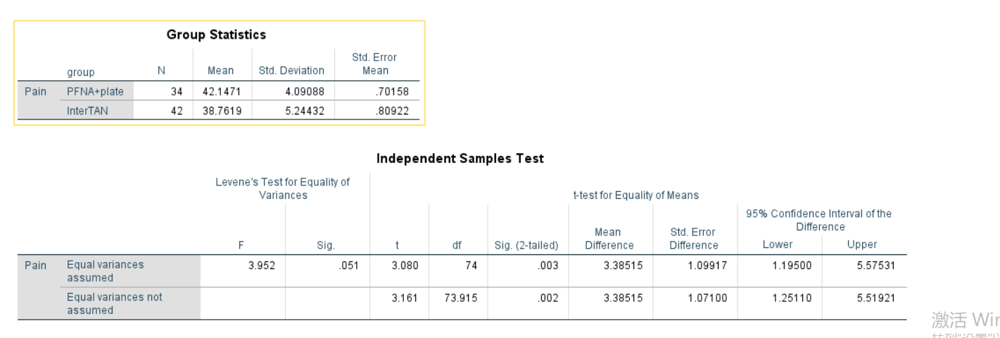 Group Statistics
group N Mean Std. Deviation Std. Error Mean
Pain PFNA+plate 34 42.1471 4.09088 .70158
InterTAN 42 38.7619 5.24432 .80922
Independent Samples Test
Levene's Test for Equality of Variances
t-test for Equality of Means
95% Confidence Interval of the Difference
F Sig. t df Sig. (2-tailed) Mean Difference Std. Error Difference Lower Upper
Pain Equal variances assumed 3.952 .051 3.080 74 .003 3.38515 1.09917 1.19500 5.57531
Equal variances not assumed 3.161 73.915 .002 3.38515 1.07100 1.25110 5.51921
激活 Wir